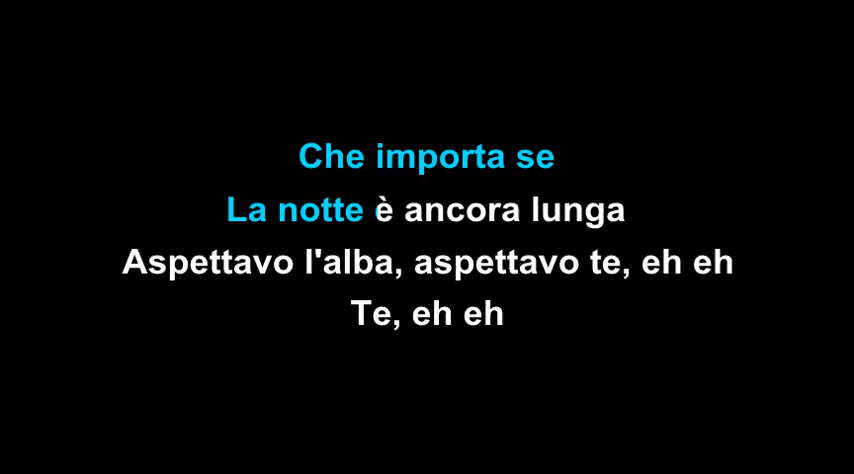 Che importa se
La notte è ancora lunga
Aspettavo l'alba, aspettavo te, eh eh
Te, eh eh